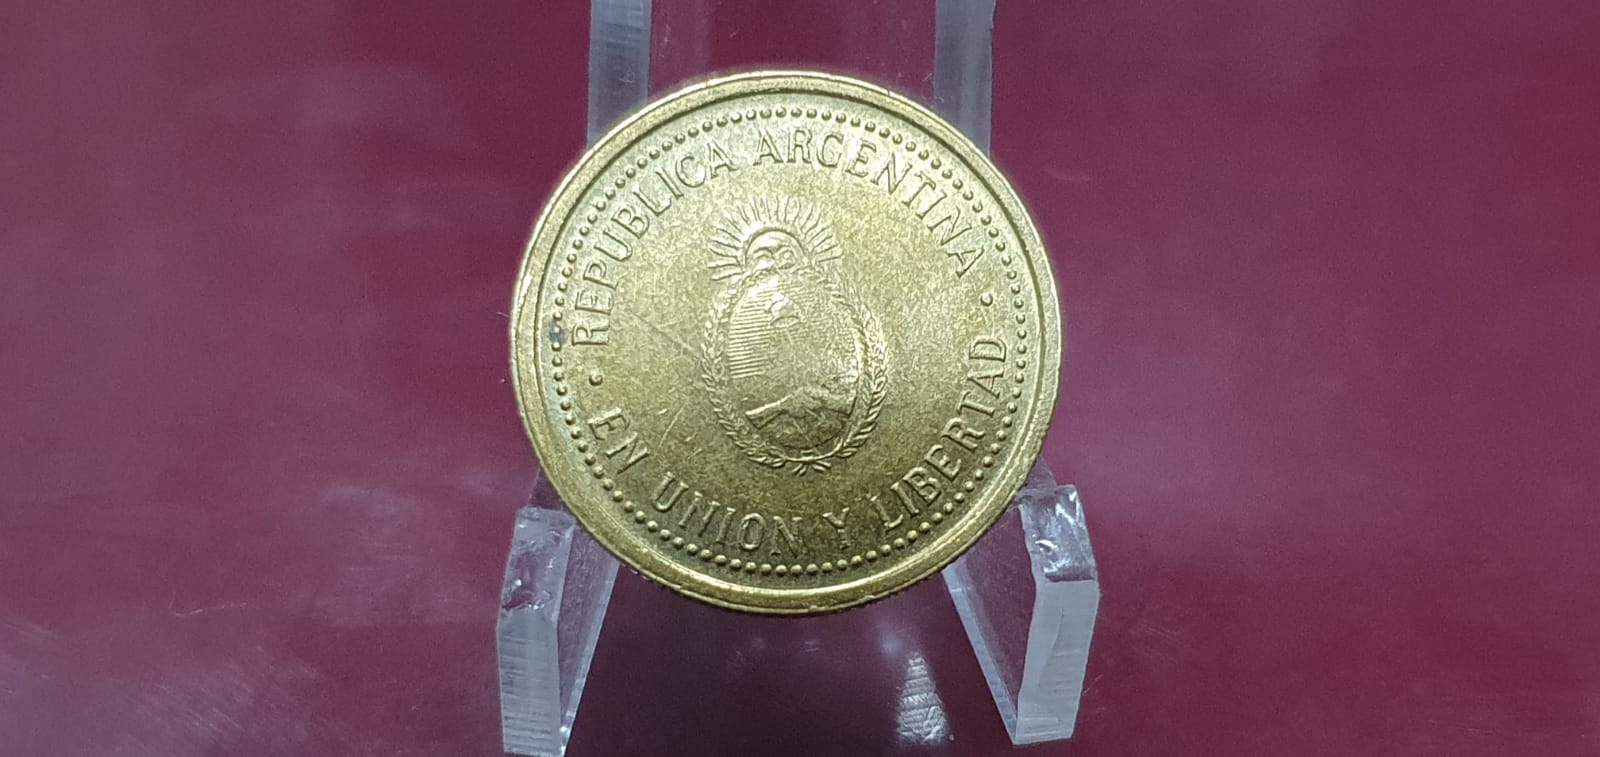 REPUBLICA ARGENTINA
EN UNION Y LIBERTAD